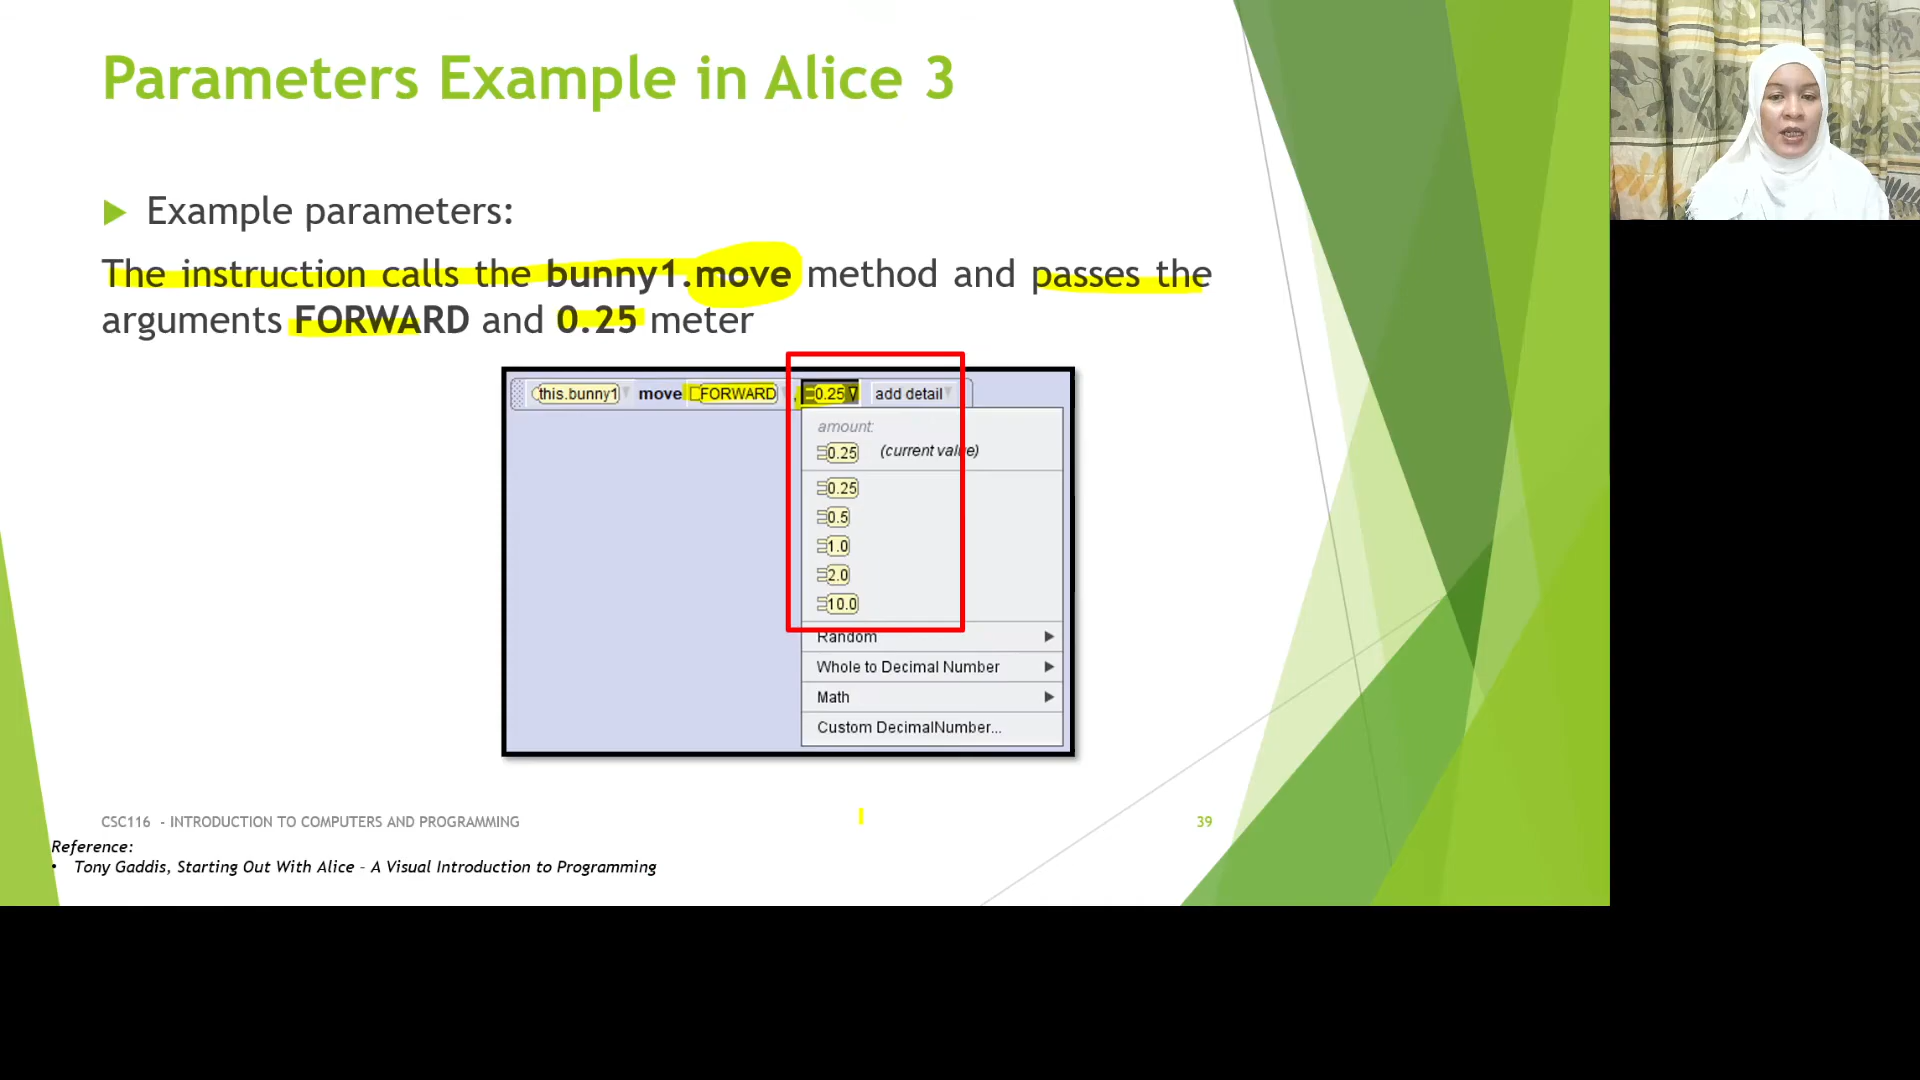 Parameters Example in Alice 3
Example parameters:
The instruction calls the bunny1.move method and passes the
arguments FORWARD and 0.25 meter
this.bunny1 move FORWARD , 0.25 add detail
amount:
0.25 (current value)
0.25
0.5
1.0
2.0
10.0
Random
Whole to Decimal Number
Math
Custom DecimalNumber...
CSC116 - INTRODUCTION TO COMPUTERS AND PROGRAMMING
39
Reference:
• Tony Gaddis, Starting Out With Alice – A Visual Introduction to Programming